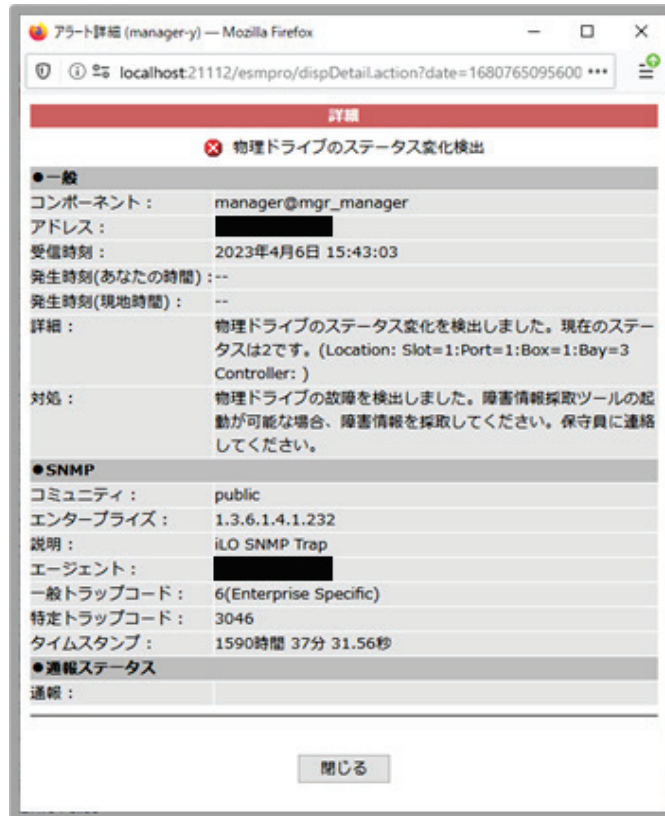 アラート詳細 (manager-y) — Mozilla Firefox
localhost:21112/esmpro/dispDetail.action?date=1680765095600 •••
詳細
物理ドライブのステータス変化検出
●一般
コンポーネント： manager@mgr_manager
アドレス：
受信時刻： 2023年4月6日 15:43:03
発生時刻(あなたの時間)：--
発生時刻(現地時間)： --
詳細： 物理ドライブのステータス変化を検出しました。現在のステー
タスは2です。(Location: Slot=1:Port=1:Box=1:Bay=3
Controller: )
対処： 物理ドライブの故障を検出しました。障害情報採取ツールの起
動が可能な場合、障害情報を採取してください。保守員に連絡
してください。
●SNMP
コミュニティ： public
エンタープライズ： 1.3.6.1.4.1.232
説明： iLO SNMP Trap
エージェント：
一般トラップコード： 6(Enterprise Specific)
特定トラップコード： 3046
タイムスタンプ： 1590時間 37分 31.56秒
●通報ステータス
通報：
閉じる